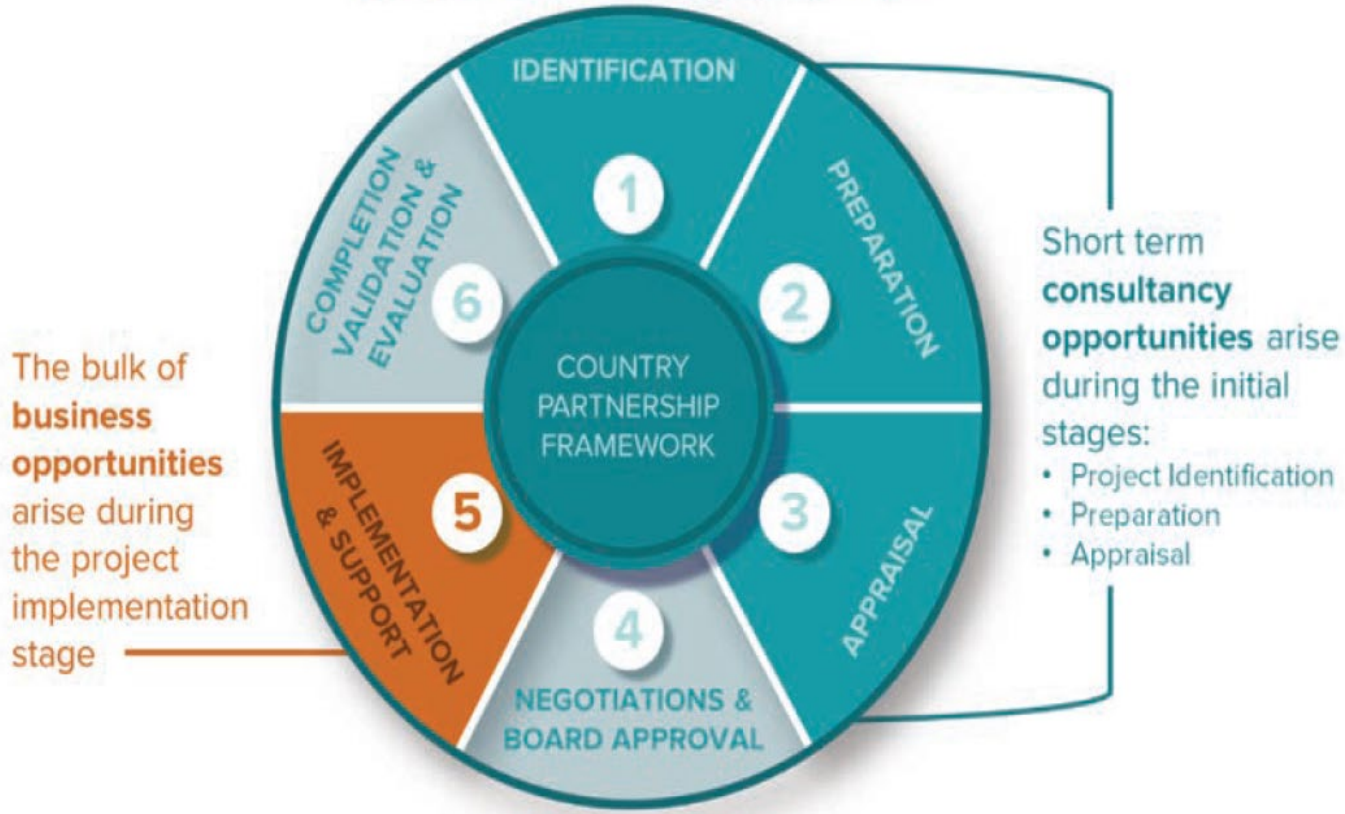 IDENTIFICATION
1
PREPARATION
2
3
APPRAISAL
4
NEGOTIATIONS &
BOARD APPROVAL
5
IMPLEMENTATION
& SUPPORT
6
COMPLETION
VALIDATION &
EVALUATION
COUNTRY
PARTNERSHIP
FRAMEWORK
Short term
consultancy
opportunities arise
during the initial
stages:
• Project Identification
• Preparation
• Appraisal
The bulk of
business
opportunities
arise during
the project
implementation
stage